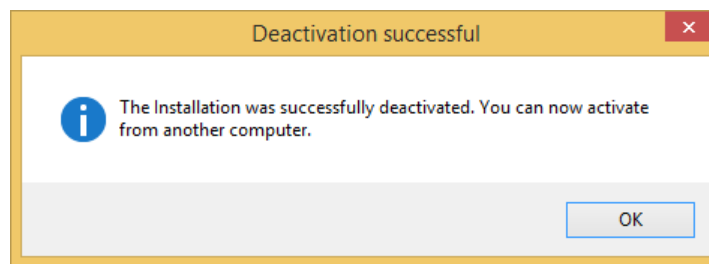 Deactivation successful
The Installation was successfully deactivated. You can now activate
from another computer.
OK